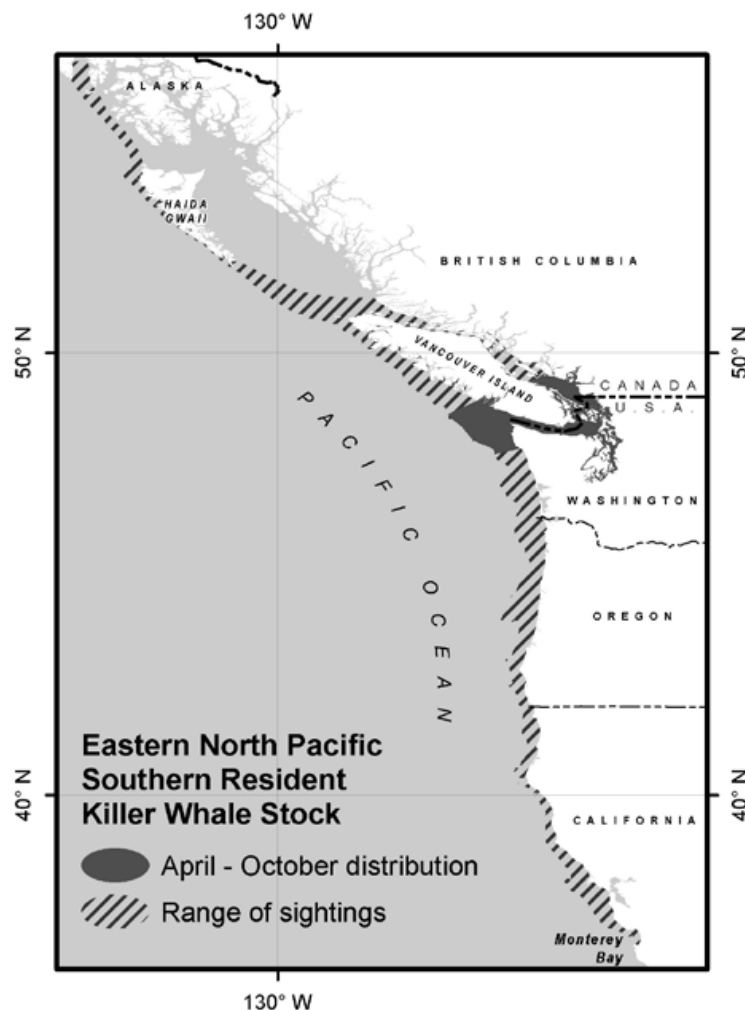 130° W
ALASKA
HAIDA
GWAII
BRITISH COLUMBIA
50° N
50° N
VANCOUVER ISLAND
CANADA
U.S.A.
PACIFIC OCEAN
WASHINGTON
OREGON
Eastern North Pacific
Southern Resident
Killer Whale Stock
40° N
40° N
CALIFORNIA
April - October distribution
Range of sightings
Monterey
Bay
130° W